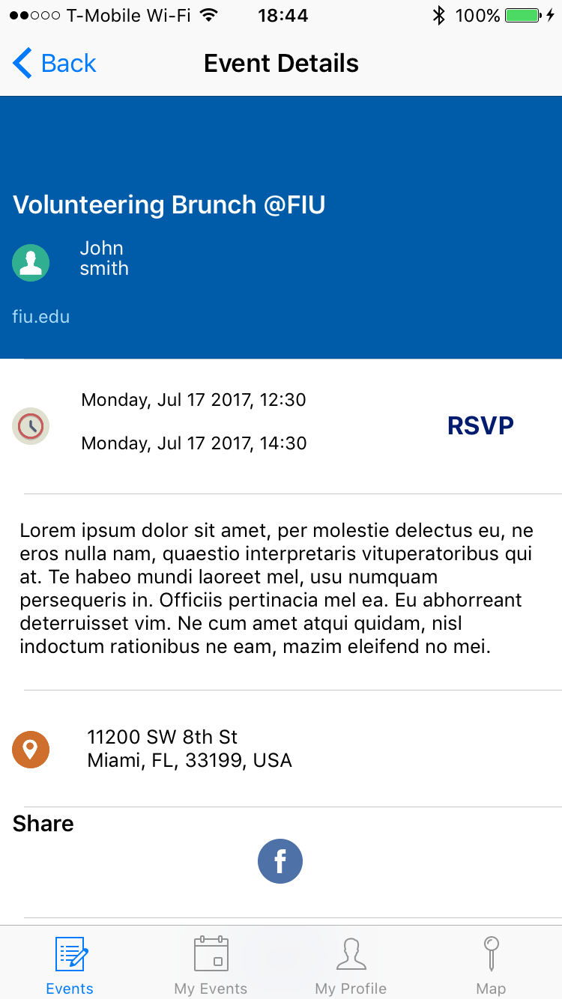 T-Mobile Wi-Fi 18:44 100%
Back Event Details
Volunteering Brunch @FIU
John
smith
fiu.edu
Monday, Jul 17 2017, 12:30
RSVP
Monday, Jul 17 2017, 14:30
Lorem ipsum dolor sit amet, per molestie delectus eu, ne
eros nulla nam, quaestio interpretaris vituperatoribus qui
at. Te habeo mundi laoreet mel, usu numquam
persequeris in. Officiis pertinacia mel ea. Eu abhorreant
deterruisset vim. Ne cum amet atqui quidam, nisl
indoctum rationibus ne eam, mazim eleifend no mei.
11200 SW 8th St
Miami, FL, 33199, USA
Share
f
Events My Events My Profile Map